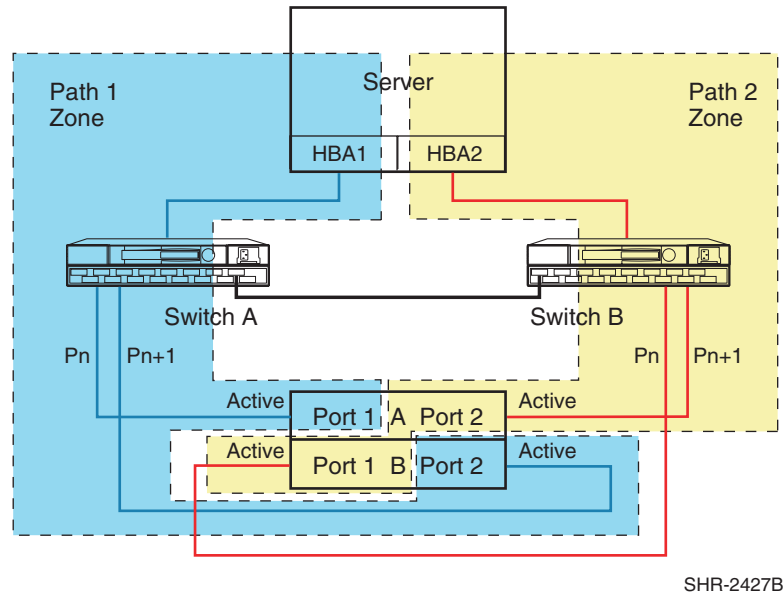 Server
Path 1
Zone
Path 2
Zone
HBA1
HBA2
Switch A
Switch B
Pn
Pn+1
Pn
Pn+1
Active
Port 1
A
Port 2
Active
Active
Port 1
B
Port 2
Active
SHR-2427B